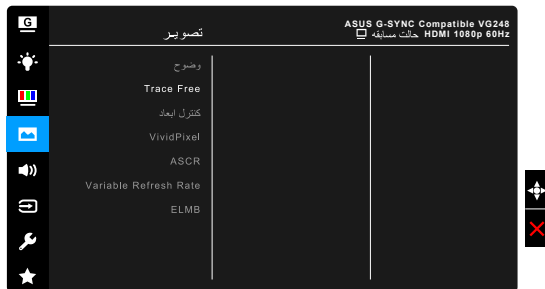 G
تصویر
ASUS G-SYNC Compatible VG248
حالت مسابقه HDMI 1080p 60Hz
وضوح
Trace Free
کنترل ابعاد
VividPixel
ASCR
Variable Refresh Rate
ELMB